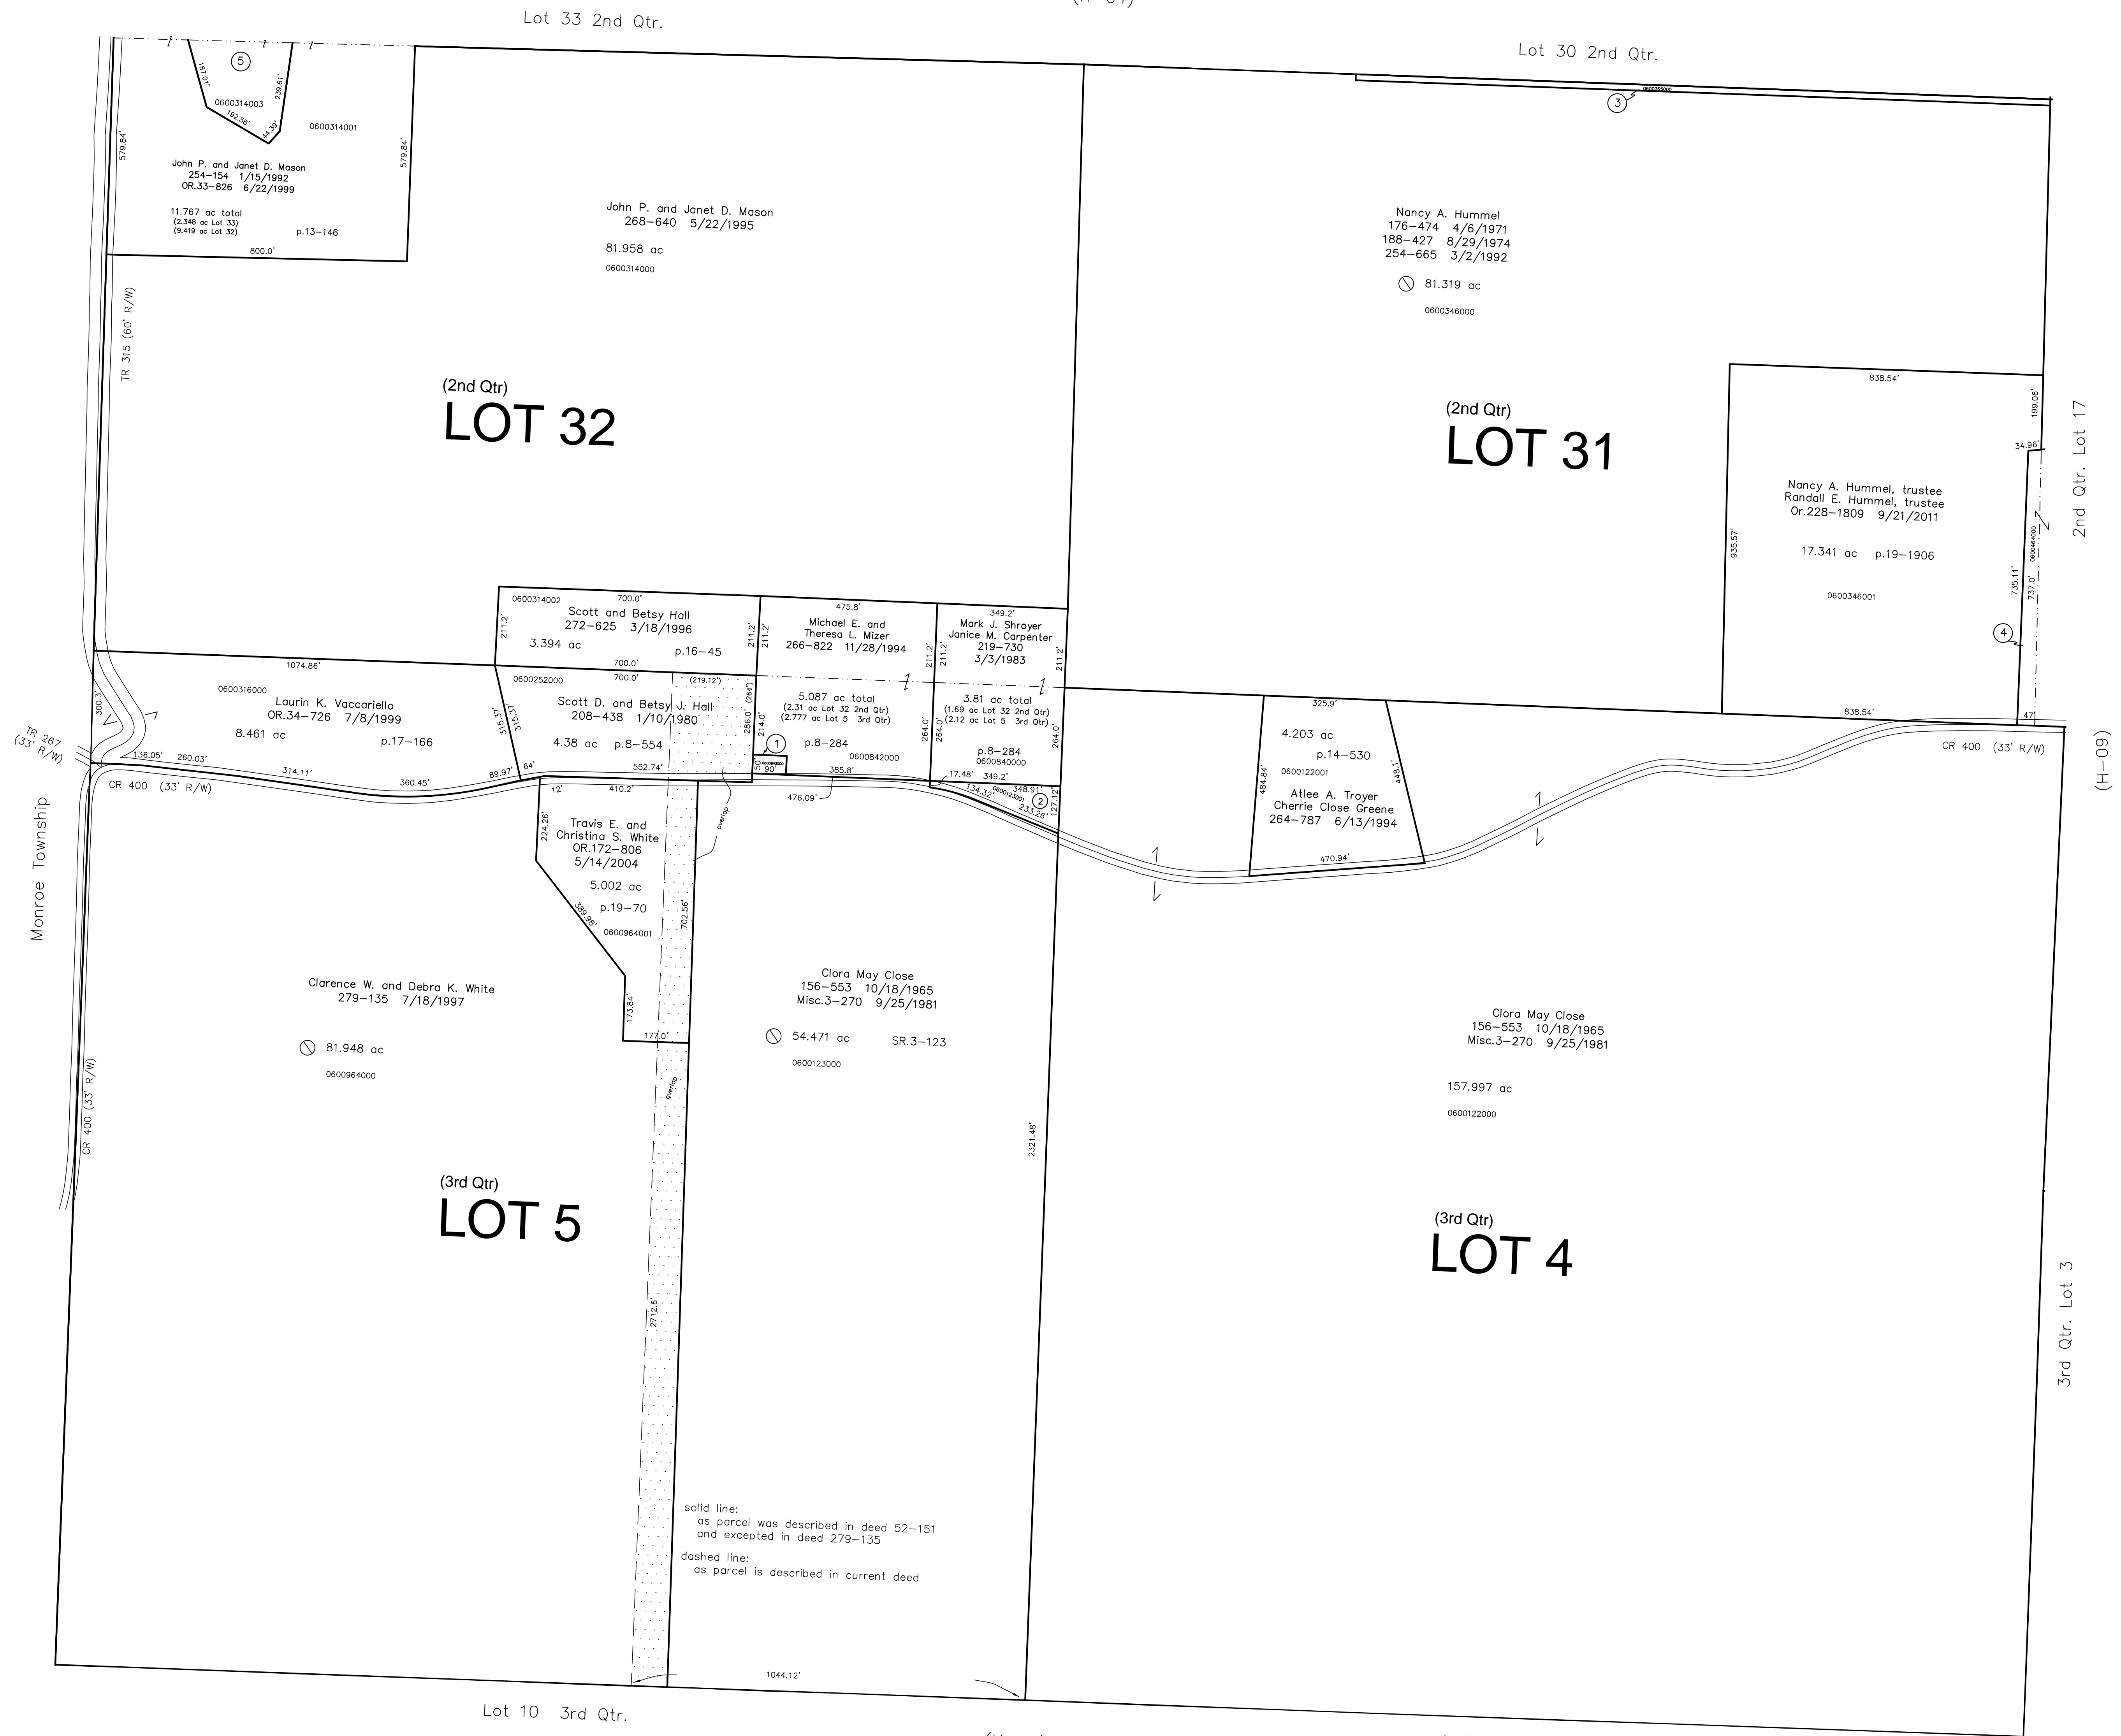 Lot 33 2nd Qtr.
Lot 30 2nd Qtr.
5
187.01'
239.61'
0600314003
192.58'
44.39'
0600314001
579.84'
579.84'
John P. and Janet D. Mason
254-154 1/15/1992
OR.33-826 6/22/1999
11.767 ac total
(2.348 ac Lot 33)
(9.419 ac Lot 32)
p.13-146
800.0'
TR 315 (60' R/W)
John P. and Janet D. Mason
268-640 5/22/1995
81.958 ac
0600314000
(2nd Qtr)
LOT 32
3
0600765000
Nancy A. Hummel
176-474 4/6/1971
188-427 8/29/1974
254-665 3/2/1992
81.319 ac
0600346000
(2nd Qtr)
LOT 31
838.54'
199.06'
34.96'
935.57'
Nancy A. Hummel, trustee
Randall E. Hummel, trustee
Or.228-1809 9/21/2011
17.341 ac p.19-1906
0600346001
735.11'
737.0'
0600464000
4
838.54'
47'
2nd Qtr. Lot 17
0600314002
700.0'
Scott and Betsy Hall
272-625 3/18/1996
3.394 ac
p.16-45
211.2'
211.2'
700.0'
475.8'
Michael E. and
Theresa L. Mizer
266-822 11/28/1994
211.2'
211.2'
5.087 ac total
(2.31 ac Lot 32 2nd Qtr)
(2.777 ac Lot 5 3rd Qtr)
p.8-284
0600842000
214.0'
264.0'
349.2'
Mark J. Shroyer
Janice M. Carpenter
219-730
3/3/1983
211.2'
211.2'
3.81 ac total
(1.69 ac Lot 32 2nd Qtr)
(2.12 ac Lot 5 3rd Qtr)
p.8-284
0600840000
264.0'
264.0'
1074.86'
0600316000
Laurin K. Vaccariello
OR.34-726 7/8/1999
8.461 ac
p.17-166
300.3'
315.37'
315.37'
0600252000
700.0'
(219.12')
Scott D. and Betsy J. Hall
208-438 1/10/1980
4.38 ac p.8-554
286.0' (264')
1
50'
90'
0600843000
385.8'
17.48'
349.2'
348.91'
134.32'
0600123001
233.26'
2
127.12'
TR 267
(33' R/W)
136.05'
260.03'
314.11'
360.45'
89.97'
64'
552.74'
CR 400 (33' R/W)
12'
410.2'
476.09'
overlap
Travis E. and
Christina S. White
OR.172-806
5/14/2004
5.002 ac
p.19-70
0600964001
224.26'
389.98'
173.84'
177.0'
702.56'
325.9'
4.203 ac
p.14-530
0600122001
Atlee A. Troyer
Cherrie Close Greene
264-787 6/13/1994
484.84'
448.1'
470.94'
CR 400 (33' R/W)
(H-09)
Monroe Township
CR 400 (33' R/W)
Clarence W. and Debra K. White
279-135 7/18/1997
81.948 ac
0600964000
overlap
Clora May Close
156-553 10/18/1965
Misc.3-270 9/25/1981
54.471 ac
SR.3-123
0600123000
2321.48'
Clora May Close
156-553 10/18/1965
Misc.3-270 9/25/1981
157.997 ac
0600122000
(3rd Qtr)
LOT 5
(3rd Qtr)
LOT 4
2712.6'
3rd Qtr. Lot 3
solid line:
as parcel was described in deed 52-151
and excepted in deed 279-135
dashed line:
as parcel is described in current deed
1044.12'
Lot 10 3rd Qtr.